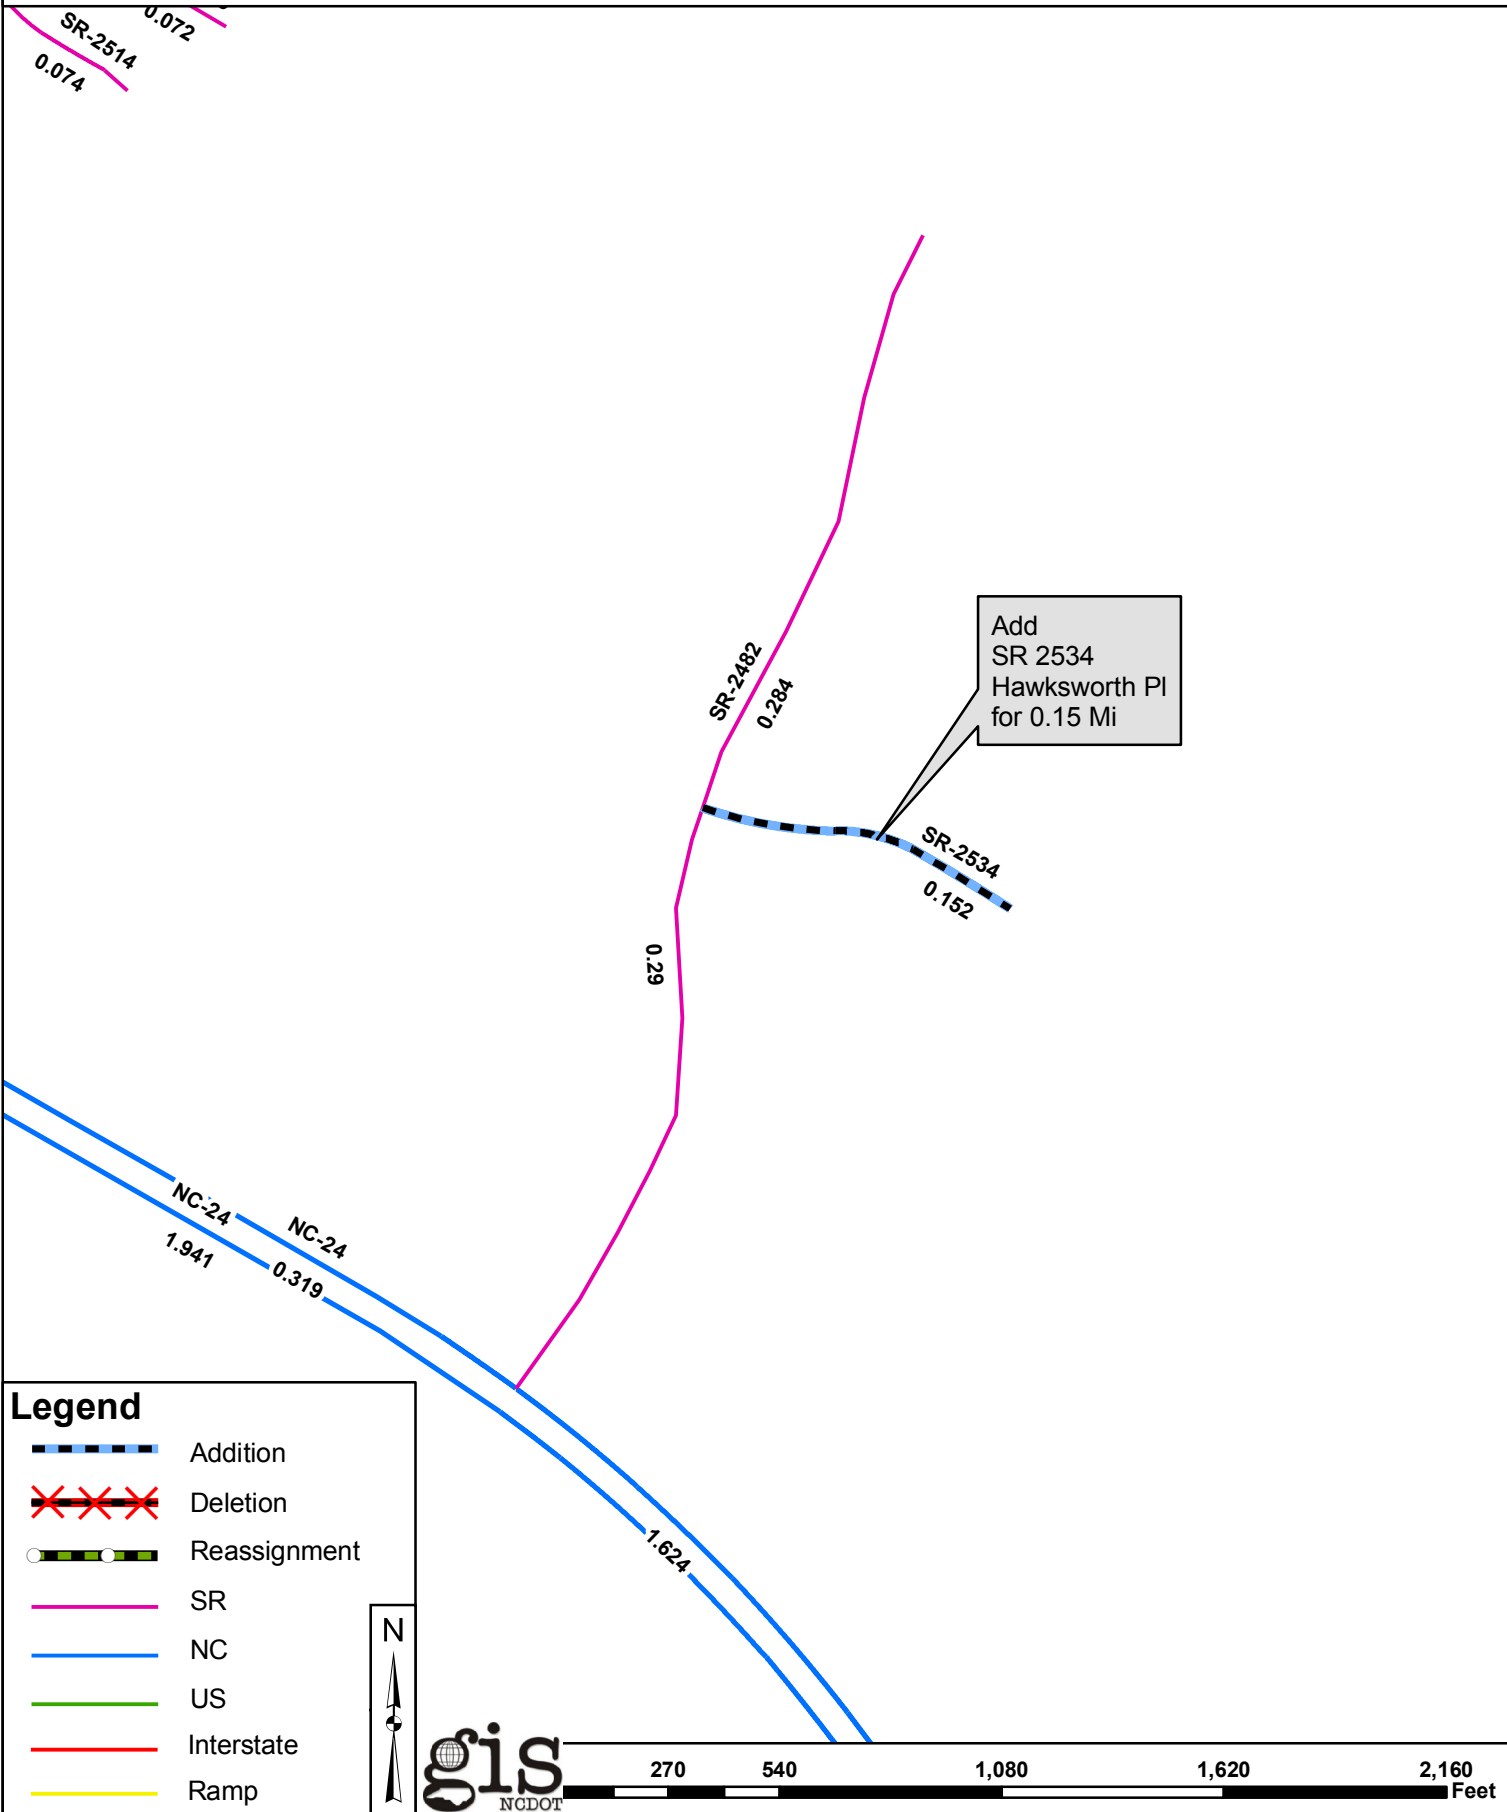 0.072
SR-2514
0.074
Add
SR 2534
Hawksworth Pl
for 0.15 Mi
SR-2482
0.284
SR-2534
0.152
0.29
NC-24
NC-24
1.941
0.319
1.624
Legend
Addition
Deletion
Reassignment
SR
NC
US
Interstate
Ramp
N
gis
NCDOT
270 540 1,080 1,620 2,160
Feet